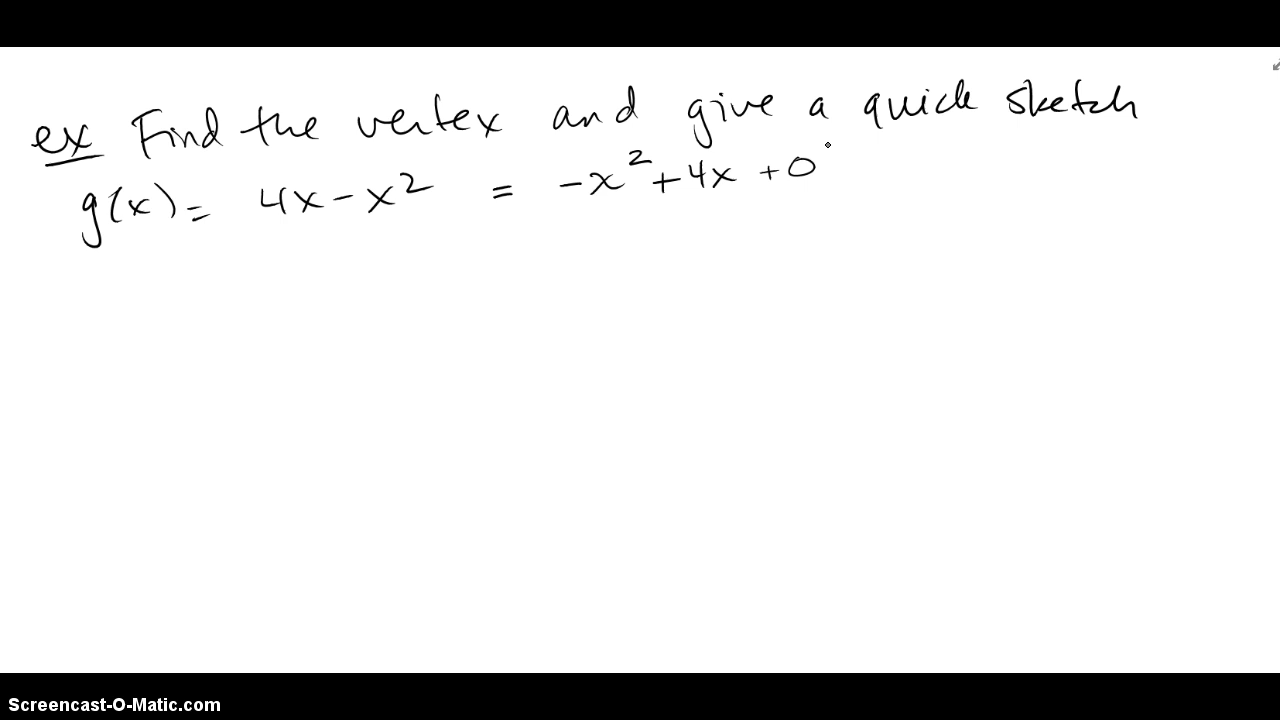 ex Find the vertex and give a quick sketch
g(x) = 4x - x² = -x² + 4x + 0
Screencast-O-Matic.com